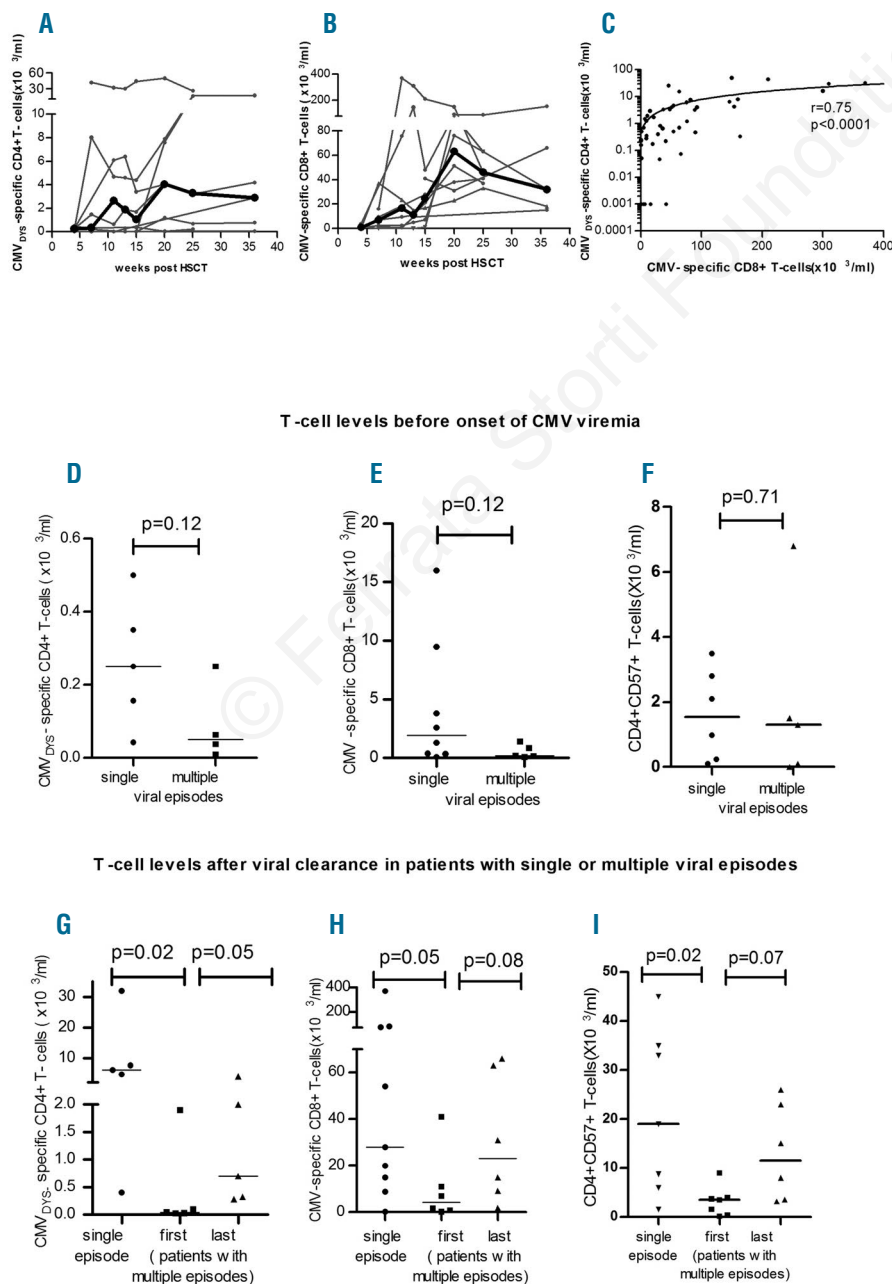 A
B
C
CMV DYS -specific CD4+T- cells(x10 3/ml)
60
30
10
8
6
4
2
0
0 5 10 15 20 25 30 35 40
weeks post HSCT
CMV-specific CD8+ T-cells (x10 3/ml)
400
200
100
80
60
40
20
0
0 5 10 15 20 25 30 35 40
weeks post HSCT
CMV DYS -specific CD4+ T-cells(x10 3/ml)
100
10
1
0.1
0.01
0.001
0.0001
r=0.75
p<0.0001
0 100 200 300 400
CMV- specific CD8+ T-cells(x10 3/ml)
© Ferrata Storti Foundatio
T-cell levels before onset of CMV viremia
D
E
F
p=0.12
CMV DYS- specific CD4+ T-cells (x10 3/ml)
0.6
0.4
0.2
0.0
single multiple
viral episodes
p=0.12
CMV -specific CD8+ T- cells(x10 3/ml)
20
15
10
5
0
single multiple
viral episodes
p=0.71
CD4+CD57+ T-cells(X10 3/ml)
8
6
4
2
0
single multiple
viral episodes
T-cell levels after viral clearance in patients with single or multiple viral episodes
G
H
I
p=0.02 p=0.05
CMV DYS- specific CD4+ T- cells (x10 3/ml)
30
20
10
2.0
1.5
1.0
0.5
0.0
single first last
episode ( patients with
multiple episodes)
p=0.05 p=0.08
CMV-specific CD8+ T-cells(x10 3/ml)
400
200
60
40
20
0
single first last
episode ( patients with
multiple episodes)
p=0.02 p=0.07
CD4+CD57+ T-cells(X10 3/ml)
50
40
30
20
10
0
single first last
episode (patients with
multiple episodes)